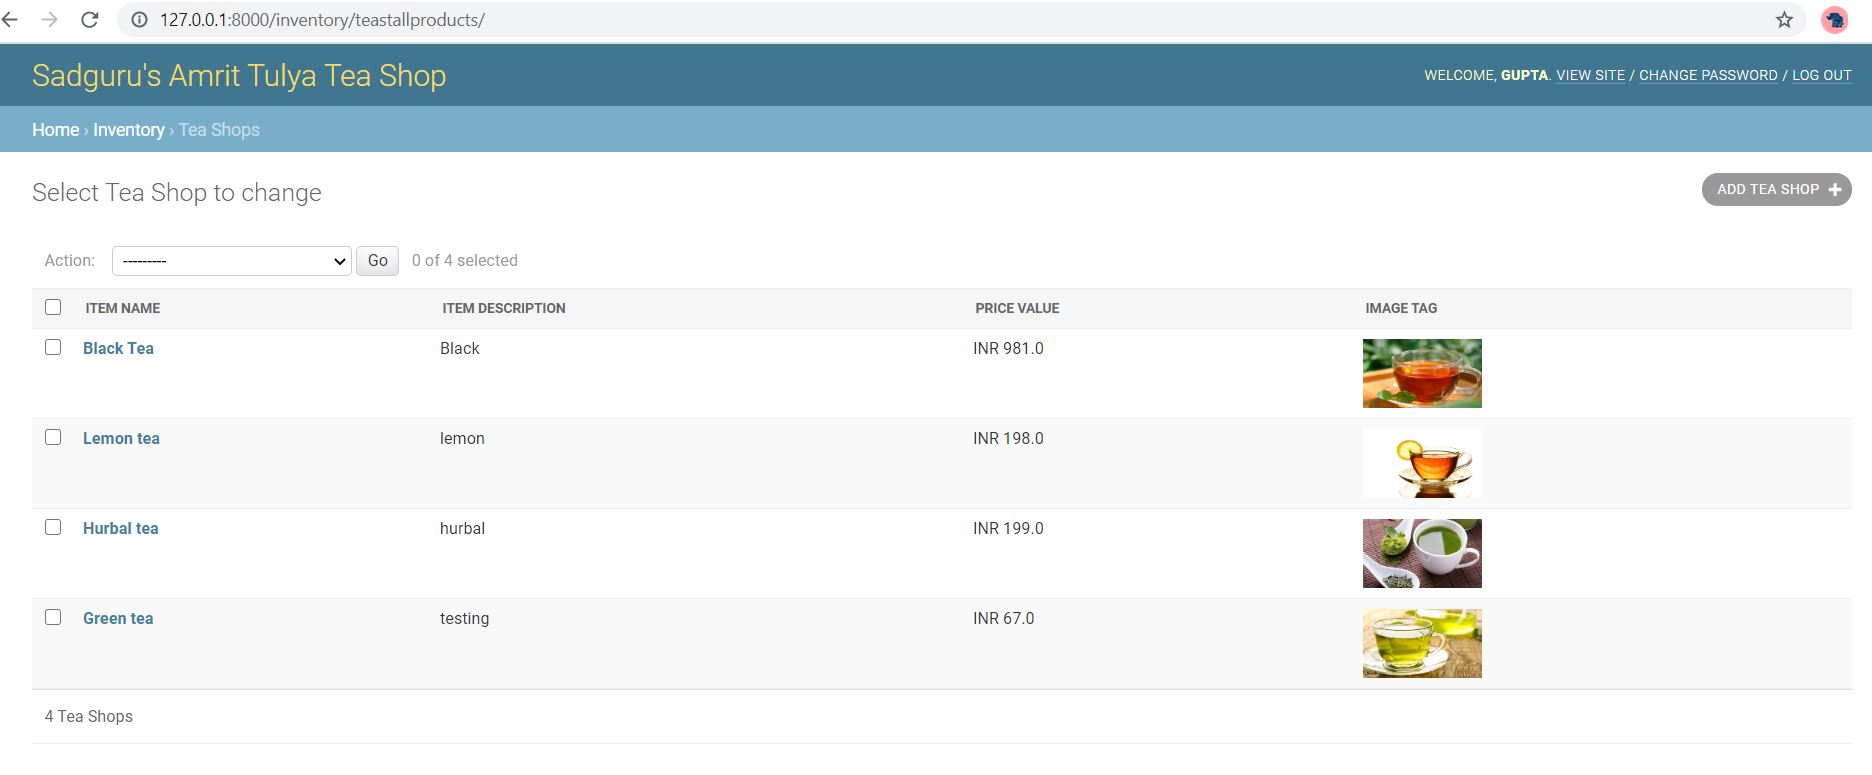 127.0.0.1:8000/inventory/teastallproducts/
Sadguru's Amrit Tulya Tea Shop
WELCOME, GUPTA. VIEW SITE / CHANGE PASSWORD / LOG OUT
Home › Inventory › Tea Shops
Select Tea Shop to change
ADD TEA SHOP +
Action: --------- Go 0 of 4 selected
ITEM NAME ITEM DESCRIPTION PRICE VALUE IMAGE TAG
Black Tea Black INR 981.0
Lemon tea lemon INR 198.0
Hurbal tea hurbal INR 199.0
Green tea testing INR 67.0
4 Tea Shops